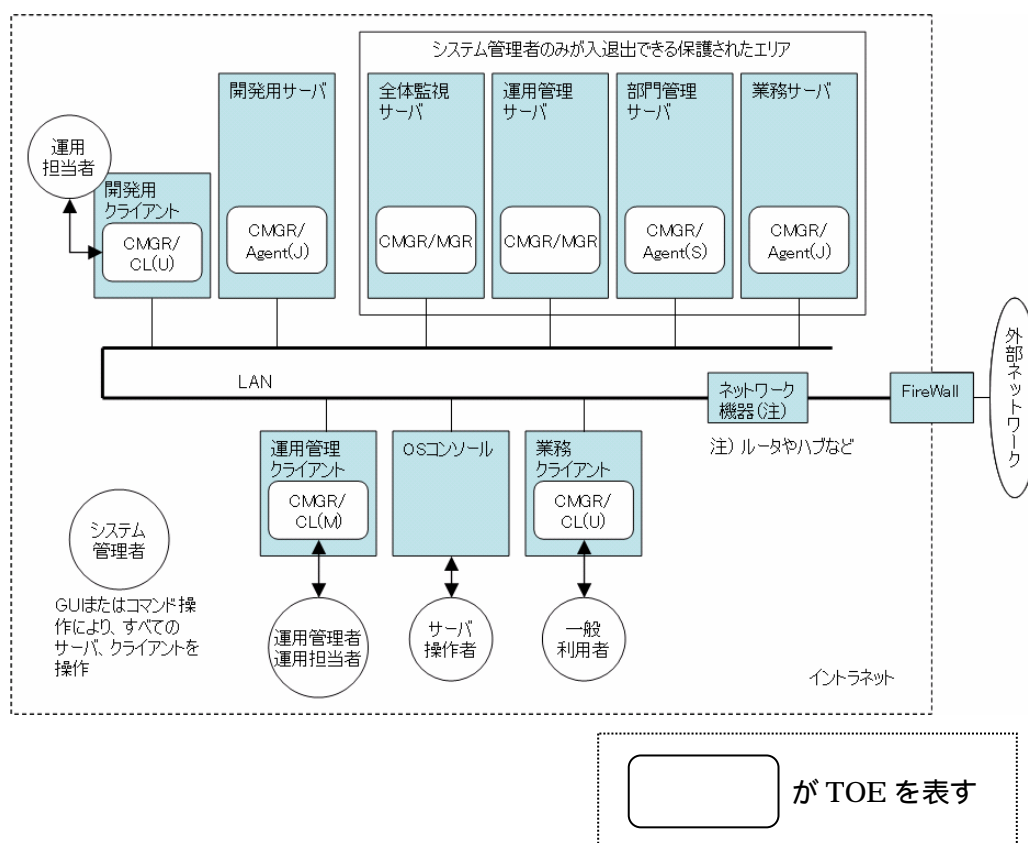 システム管理者のみが入退出できる保護されたエリア
開発用サーバ
全体監視
サーバ
運用管理
サーバ
部門管理
サーバ
業務サーバ
運用
担当者
開発用
クライアント
CMGR/
CL(U)
CMGR/
Agent(J)
CMGR/MGR
CMGR/MGR
CMGR/
Agent(S)
CMGR/
Agent(J)
外部ネットワーク
LAN
ネットワーク
機器(注)
FireWall
注) ルータやハブなど
運用管理
クライアント
CMGR/
CL(M)
OSコンソール
業務
クライアント
CMGR/
CL(U)
システム
管理者
GUIまたはコマンド操
作により、すべての
サーバ、クライアントを
操作
運用管理者
運用担当者
サーバ
操作者
一般
利用者
イントラネット
が TOE を表す